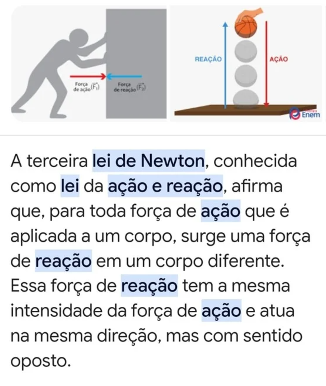 Força de ação (F₁)
Força de reação (F₂)
REAÇÃO
AÇÃO
Enem
A terceira lei de Newton, conhecida
como lei da ação e reação, afirma
que, para toda força de ação que é
aplicada a um corpo, surge uma força
de reação em um corpo diferente.
Essa força de reação tem a mesma
intensidade da força de ação e atua
na mesma direção, mas com sentido
oposto.